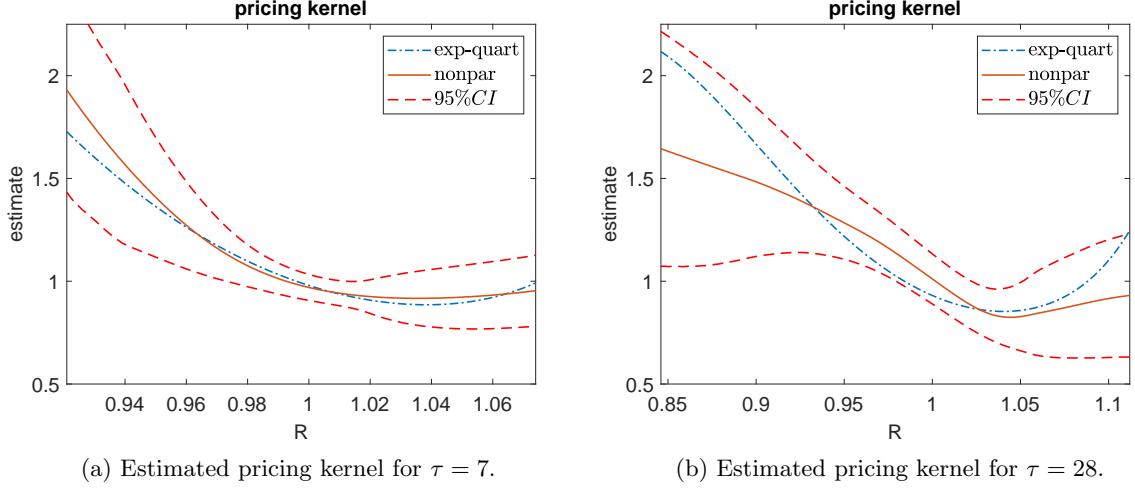 pricing kernel
exp-quart
nonpar
95%CI
2
1.5
1
0.5
estimate
0.94 0.96 0.98 1 1.02 1.04 1.06
R
(a) Estimated pricing kernel for τ = 7.
pricing kernel
exp-quart
nonpar
95%CI
2
1.5
1
0.5
estimate
0.85 0.9 0.95 1 1.05 1.1
R
(b) Estimated pricing kernel for τ = 28.